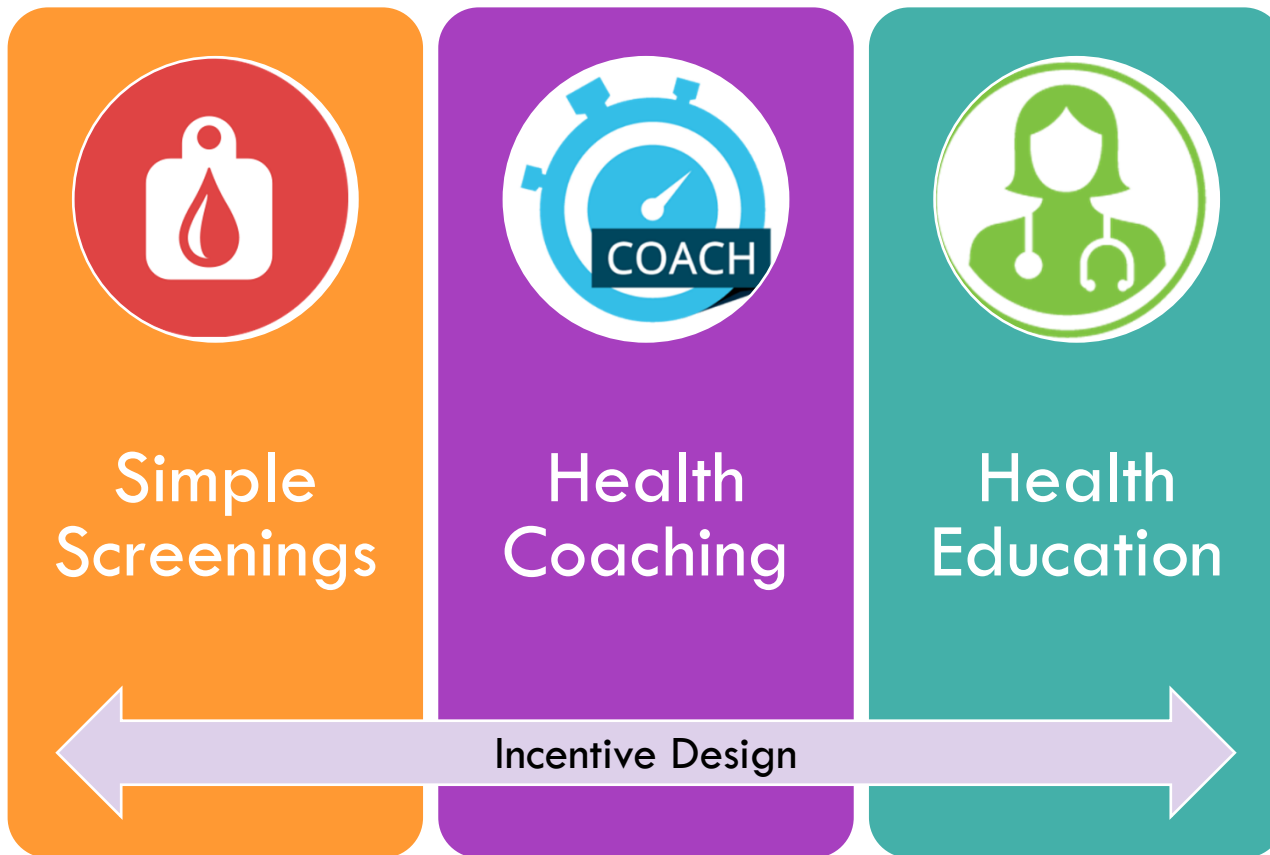 COACH
Simple
Screenings
Health
Coaching
Health
Education
Incentive Design